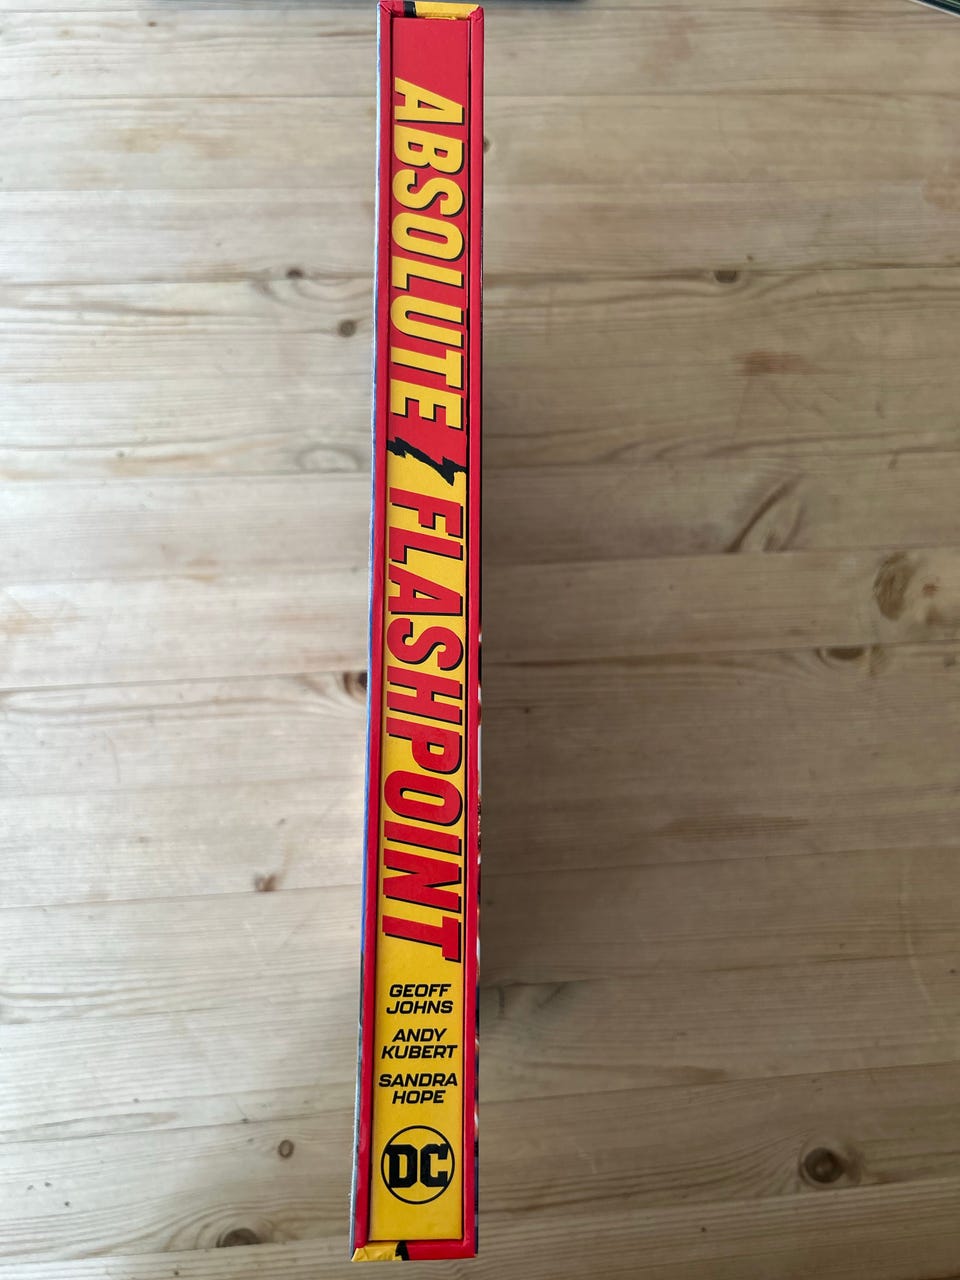 ABSOLUTE FLASHPOINT
GEOFF
JOHNS
ANDY
KUBERT
SANDRA
HOPE
DC